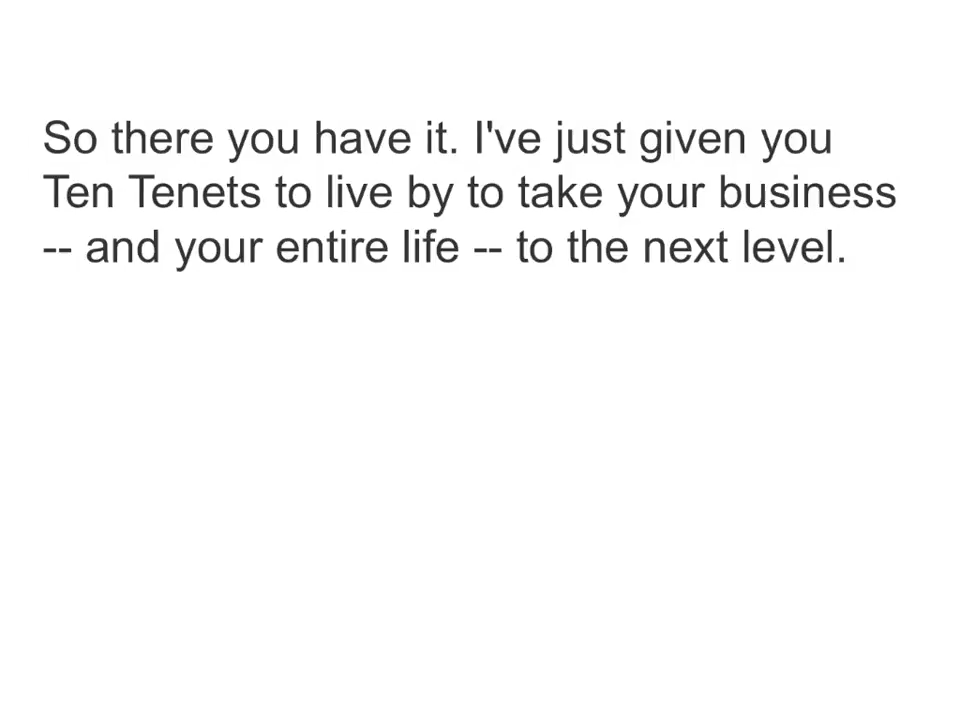 So there you have it. I've just given you
Ten Tenets to live by to take your business
-- and your entire life -- to the next level.